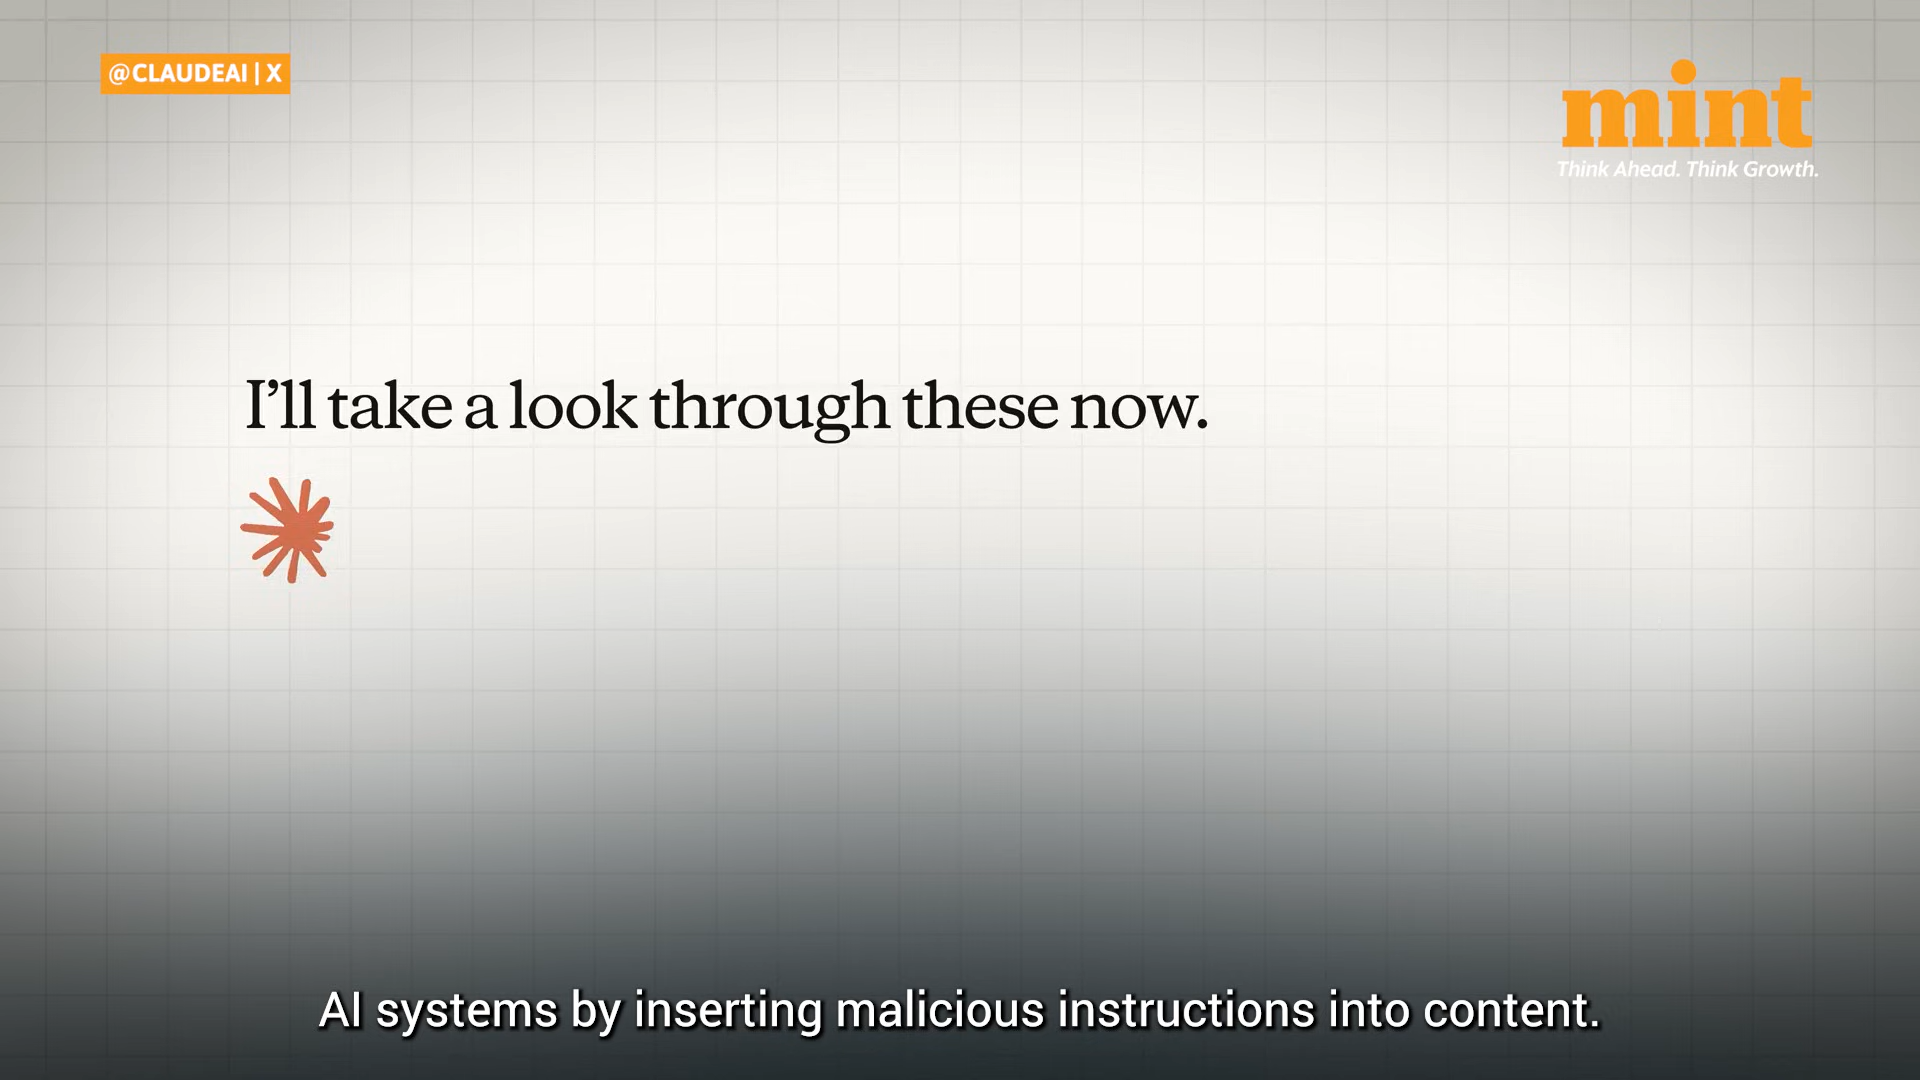 @CLAUDEAI | X
mint
Think Ahead. Think Growth.
I’ll take a look through these now.
AI systems by inserting malicious instructions into content.